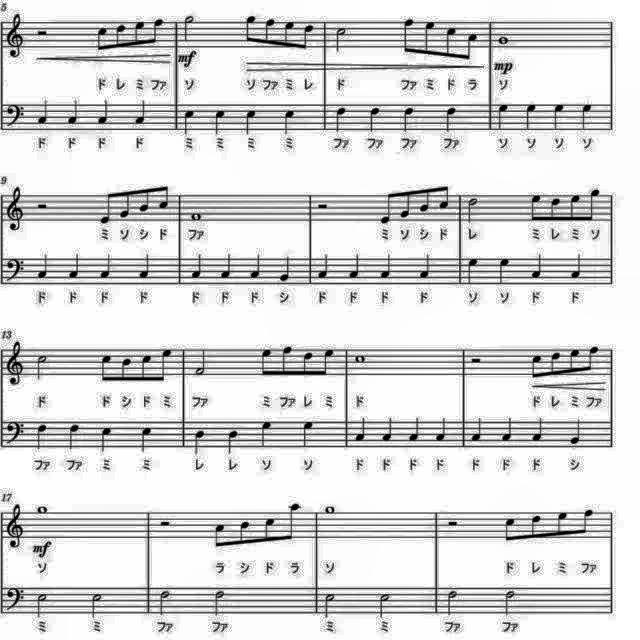 5
mf
mp
ド レ ミ ファ ソ ソ ファ ミ レ ド ファ ミ ド ラ ソ
ド ド ド ド ミ ミ ミ ミ ファ ファ ファ ファ ソ ソ ソ ソ
9
ミ ソ シ ド ファ ミ ソ シ ド レ ミ レ ミ ソ
ド ド ド ド ド ド ド シ ド ド ド ド ソ ソ ド ド
13
ド ド シ ド ミ ファ ミ ファ レ ミ ド ド レ ミ ファ
ファ ファ ミ ミ レ レ ソ ソ ド ド ド ド ド ド ド シ
17
mf
ソ ラ シ ド ラ ソ ド レ ミ ファ
ミ ミ ファ ファ ミ ミ ファ ファ